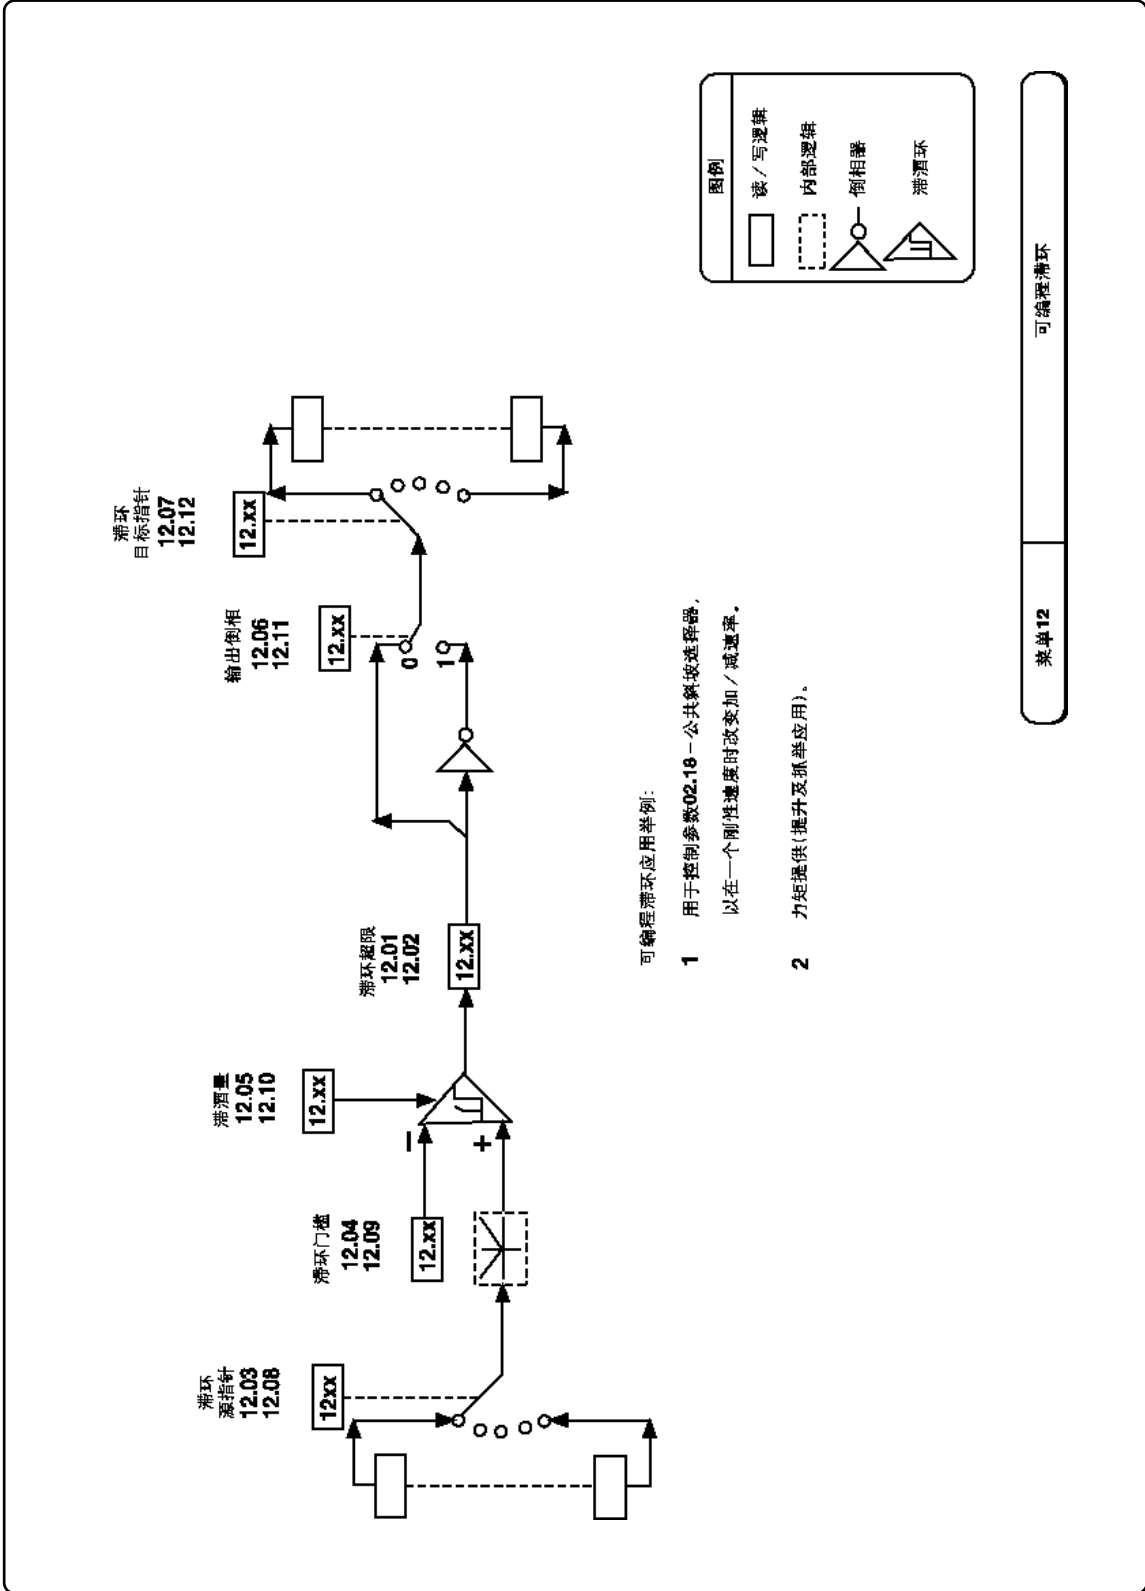 滞环
源指针
12.03
12.08
12xx
滞环门槛
12.04
12.09
12.xx
滞洄量
12.05
12.10
12.xx
−
+
滞环超限
12.01
12.02
12.xx
输出倒相
12.06
12.11
12.xx
0
1
滞环
目标指针
12.07
12.12
12.xx
可编程滞环应用举例:
1 用于控制参数02.18－公共斜坡选择器,
以在一个刚性速度时改变加／减速率。
2 力矩提供(提升及抓举应用)。
图例
读／写逻辑
内部逻辑
倒相器
滞洄环
菜单12
可编程滞环